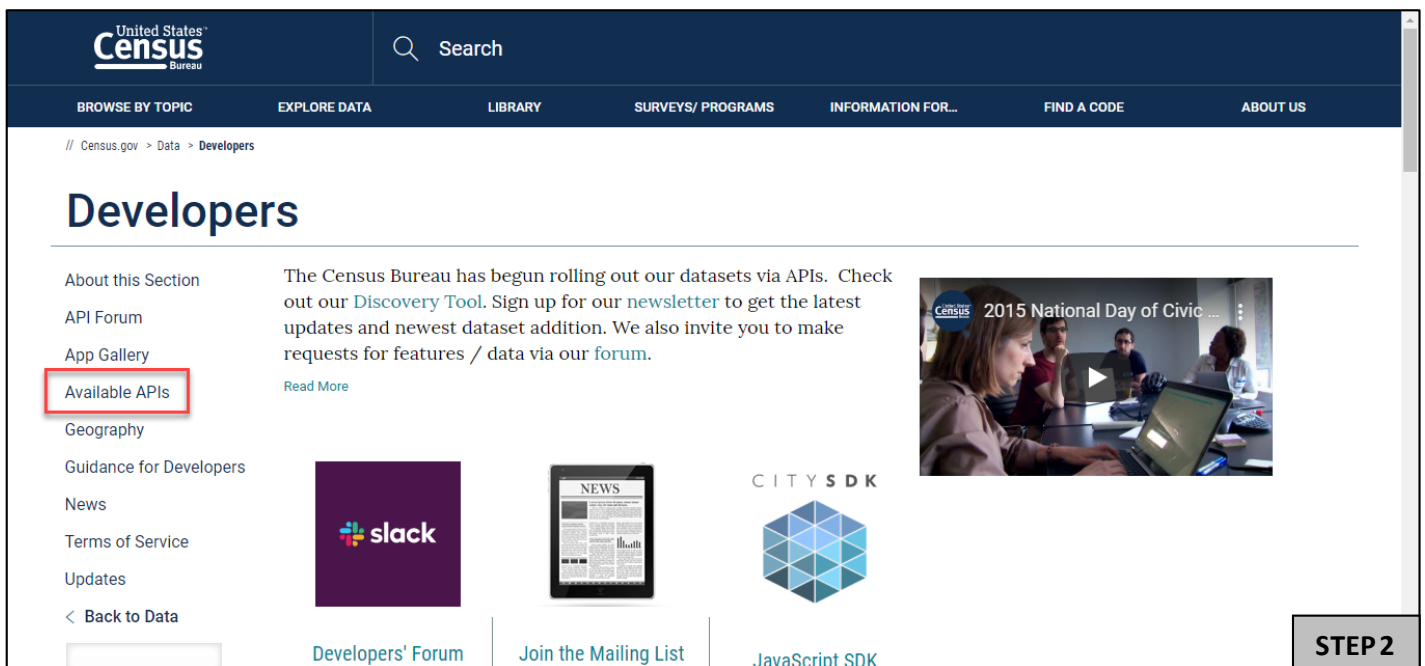 United States™
Census
Bureau
Search
BROWSE BY TOPIC
EXPLORE DATA
LIBRARY
SURVEYS/ PROGRAMS
INFORMATION FOR...
FIND A CODE
ABOUT US
// Census.gov > Data > Developers
Developers
About this Section
API Forum
App Gallery
Available APIs
Geography
Guidance for Developers
News
Terms of Service
Updates
< Back to Data
The Census Bureau has begun rolling out our datasets via APIs. Check
out our Discovery Tool. Sign up for our newsletter to get the latest
updates and newest dataset addition. We also invite you to make
requests for features / data via our forum.
Read More
United States
Census
2015 National Day of Civic ...
slack
NEWS
CITYSDK
Developers' Forum
Join the Mailing List
JavaScript SDK
STEP 2